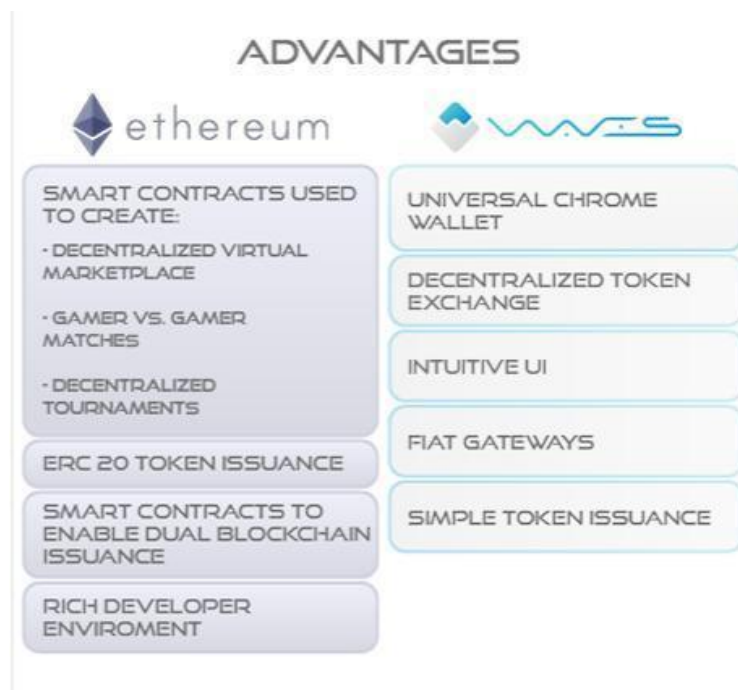 ADVANTAGES
ethereum
SMART CONTRACTS USED
TO CREATE:
• DECENTRALIZED VIRTUAL
MARKETPLACE
• GAMER VS. GAMER
MATCHES
• DECENTRALIZED
TOURNAMENTS
ERC 20 TOKEN ISSUANCE
SMART CONTRACTS TO
ENABLE DUAL BLOCKCHAIN
ISSUANCE
RICH DEVELOPER
ENVIROMENT
WAVES
UNIVERSAL CHROME
WALLET
DECENTRALIZED TOKEN
EXCHANGE
INTUITIVE UI
FIAT GATEWAYS
SIMPLE TOKEN ISSUANCE